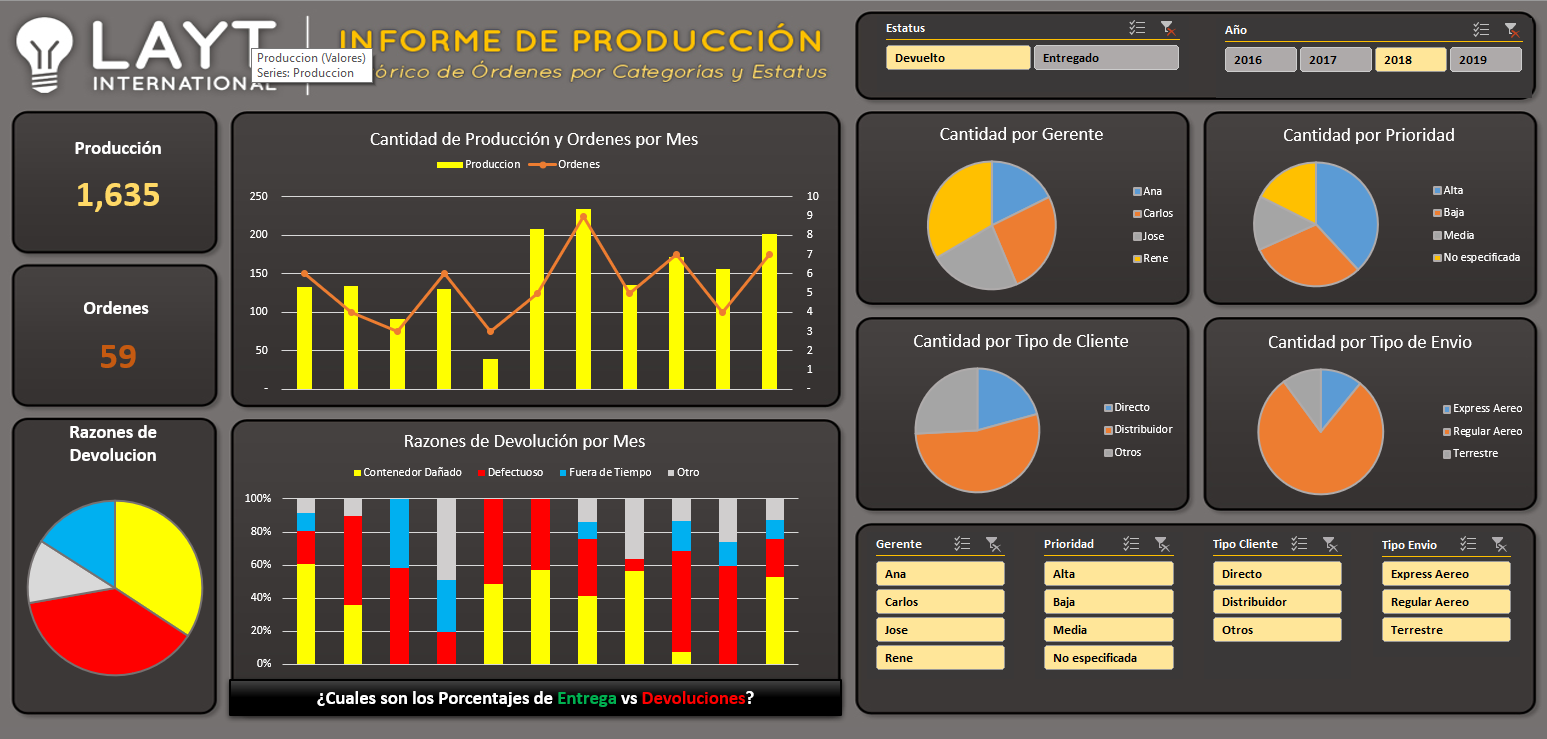 LAYT
INTERNATIONAL
INFORME DE PRODUCCIÓN
órico de Órdenes por Categorías y Estatus
Produccion (Valores)
Series: Produccion
Estatus
Devuelto
Entregado
Año
2016
2017
2018
2019
Producción
1,635
Ordenes
59
Razones de
Devolucion
Cantidad de Producción y Ordenes por Mes
Produccion
Ordenes
250
200
150
100
50
-
10
9
8
7
6
5
4
3
2
1
-
Razones de Devolución por Mes
Contenedor Dañado
Defectuoso
Fuera de Tiempo
Otro
100%
80%
60%
40%
20%
0%
¿Cuales son los Porcentajes de Entrega vs Devoluciones?
Cantidad por Gerente
Ana
Carlos
Jose
Rene
Cantidad por Prioridad
Alta
Baja
Media
No especificada
Cantidad por Tipo de Cliente
Directo
Distribuidor
Otros
Cantidad por Tipo de Envio
Express Aereo
Regular Aereo
Terrestre
Gerente
Ana
Carlos
Jose
Rene
Prioridad
Alta
Baja
Media
No especificada
Tipo Cliente
Directo
Distribuidor
Otros
Tipo Envio
Express Aereo
Regular Aereo
Terrestre